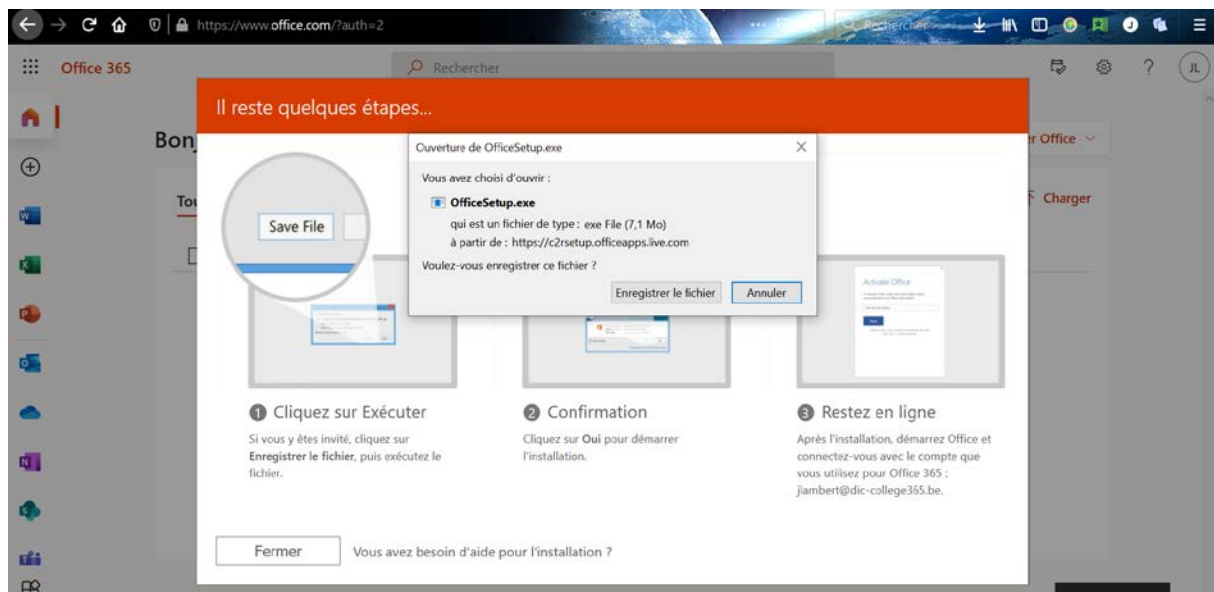 https://www.office.com/?auth=2
Rechercher
Office 365
Rechercher
JL
Il reste quelques étapes...
Bon
er Office
Tou
Charger
Save File
Ouverture de OfficeSetup.exe
Vous avez choisi d'ouvrir :
OfficeSetup.exe
qui est un fichier de type : exe File (7,1 Mo)
à partir de : https://c2rsetup.officeapps.live.com
Voulez-vous enregistrer ce fichier ?
Enregistrer le fichier
Annuler
Activate Office
1 Cliquez sur Exécuter
Si vous y êtes invité, cliquez sur
Enregistrer le fichier, puis exécutez le
fichier.
2 Confirmation
Cliquez sur Oui pour démarrer
l'installation.
3 Restez en ligne
Après l'installation, démarrez Office et
connectez-vous avec le compte que
vous utilisez pour Office 365 :
jlambert@dic-college365.be.
Fermer
Vous avez besoin d'aide pour l'installation ?